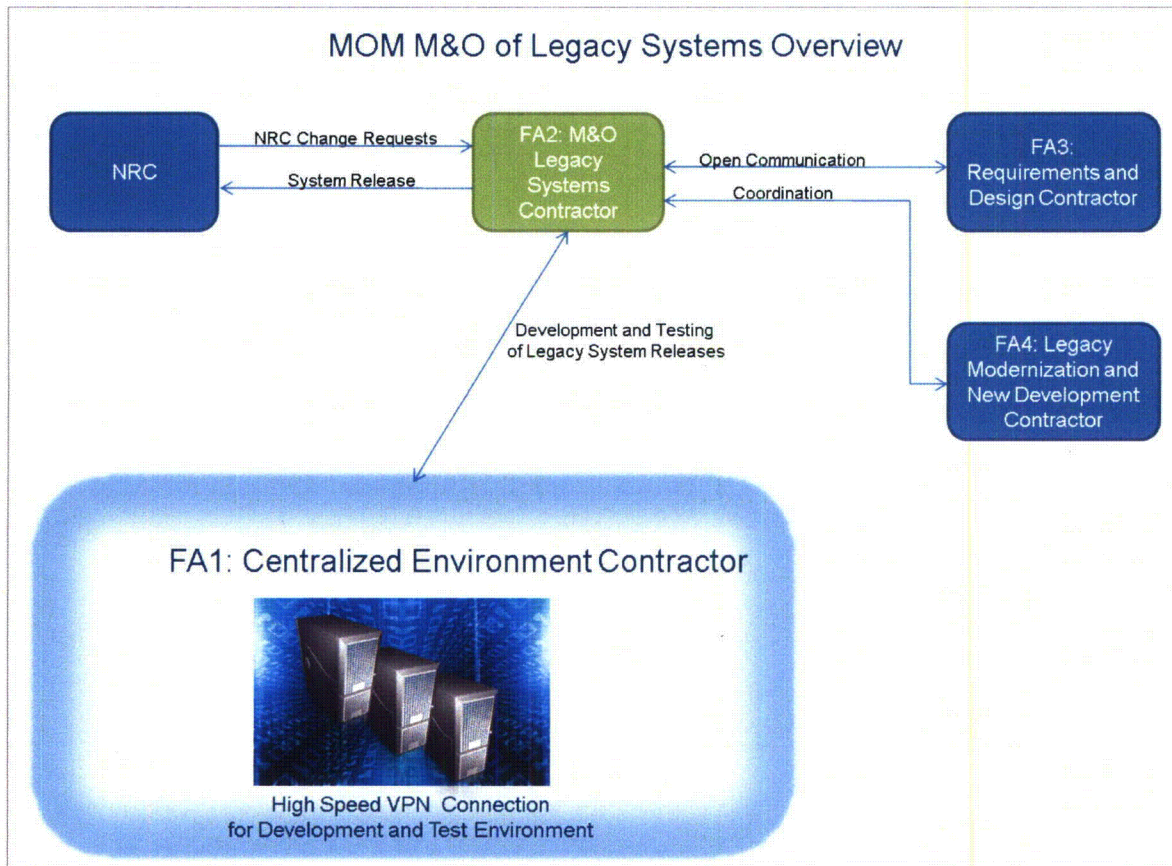 MOM M&O of Legacy Systems Overview
NRC
NRC Change Requests
System Release
FA2: M&O
Legacy
Systems
Contractor
Open Communication
Coordination
FA3:
Requirements and
Design Contractor
FA4: Legacy
Modernization and
New Development
Contractor
Development and Testing
of Legacy System Releases
FA1: Centralized Environment Contractor
High Speed VPN Connection
for Development and Test Environment